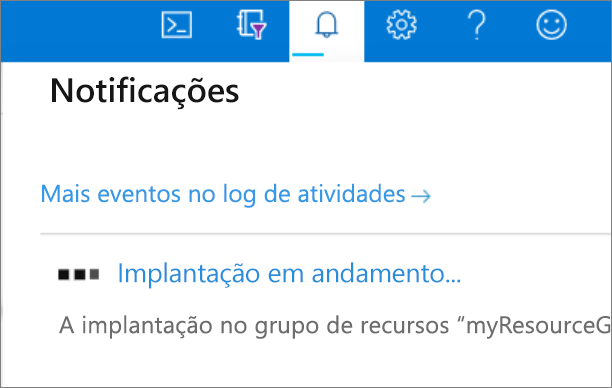 Notificações
Mais eventos no log de atividades →
Implantação em andamento...
A implantação no grupo de recursos “myResourceG